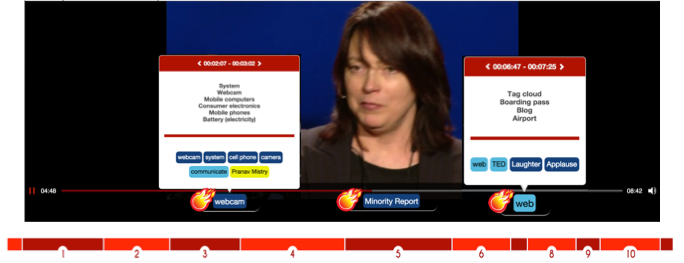 < 00:02:07 - 00:03:02 >
System
Webcam
Mobile computers
Consumer electronics
Mobile phones
Battery (electricity)
webcam system cell phone camera
communicate Pranav Mistry
< 00:06:47 - 00:07:25 >
Tag cloud
Boarding pass
Blog
Airport
web TED Laughter Applause
04:48
08:42
webcam
Minority Report
web
1 2 3 4 5 6 8 9 10